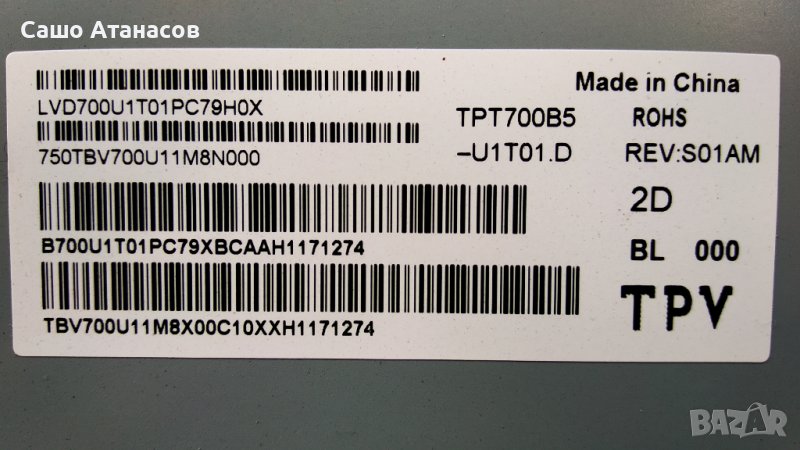 Сашо Атанасов
LVD700U1T01PC79H0X
750TBV700U11M8N000
B700U1T01PC79XBCAAH1171274
TBV700U11M8X00C10XXH1171274
TPT700B5
-U1T01.D
Made in China
ROHS
REV:S01AM
2D
BL 000
TPV
BAZAR